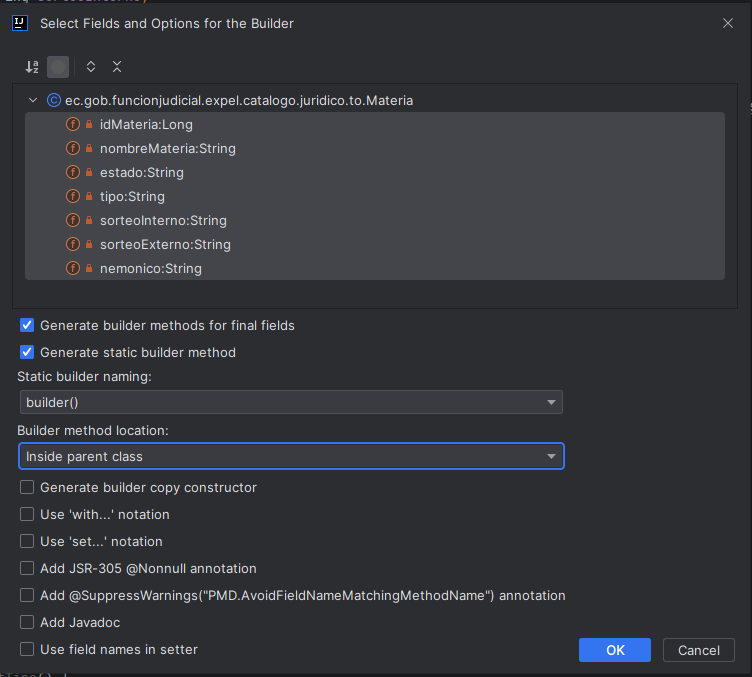 Select Fields and Options for the Builder
ec.gob.funcionjudicial.expel.catalogo.juridico.to.Materia
idMateria:Long
nombreMateria:String
estado:String
tipo:String
sorteoInterno:String
sorteoExterno:String
nemonico:String
Generate builder methods for final fields
Generate static builder method
Static builder naming:
builder()
Builder method location:
Inside parent class
Generate builder copy constructor
Use 'with...' notation
Use 'set...' notation
Add JSR-305 @Nonnull annotation
Add @SuppressWarnings("PMD.AvoidFieldNameMatchingMethodName") annotation
Add Javadoc
Use field names in setter
OK Cancel